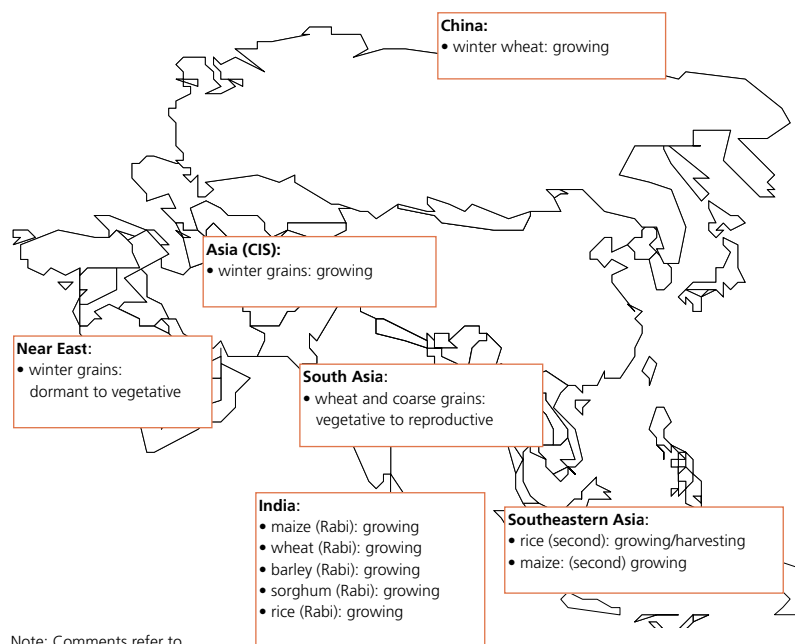 China:
• winter wheat: growing
Asia (CIS):
• winter grains: growing
Near East:
• winter grains:
dormant to vegetative
South Asia:
• wheat and coarse grains:
vegetative to reproductive
India:
• maize (Rabi): growing
• wheat (Rabi): growing
• barley (Rabi): growing
• sorghum (Rabi): growing
• rice (Rabi): growing
Southeastern Asia:
• rice (second): growing/harvesting
• maize: (second) growing
Note: Comments refer to